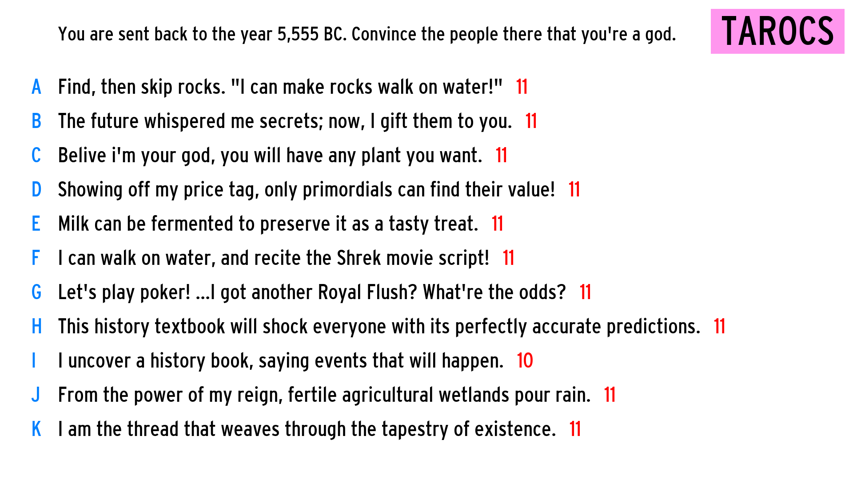 You are sent back to the year 5,555 BC. Convince the people there that you're a god.
TAROCS
A Find, then skip rocks. "I can make rocks walk on water!" 11
B The future whispered me secrets; now, I gift them to you. 11
C Belive i'm your god, you will have any plant you want. 11
D Showing off my price tag, only primordials can find their value! 11
E Milk can be fermented to preserve it as a tasty treat. 11
F I can walk on water, and recite the Shrek movie script! 11
G Let's play poker! ...I got another Royal Flush? What're the odds? 11
H This history textbook will shock everyone with its perfectly accurate predictions. 11
I I uncover a history book, saying events that will happen. 10
J From the power of my reign, fertile agricultural wetlands pour rain. 11
K I am the thread that weaves through the tapestry of existence. 11